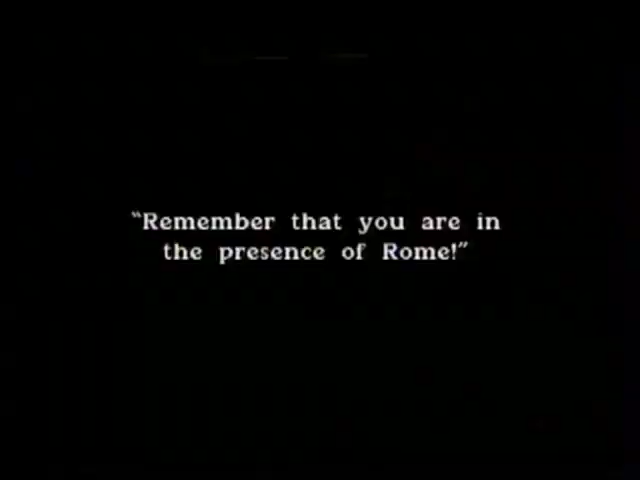 “Remember that you are in
the presence of Rome!”